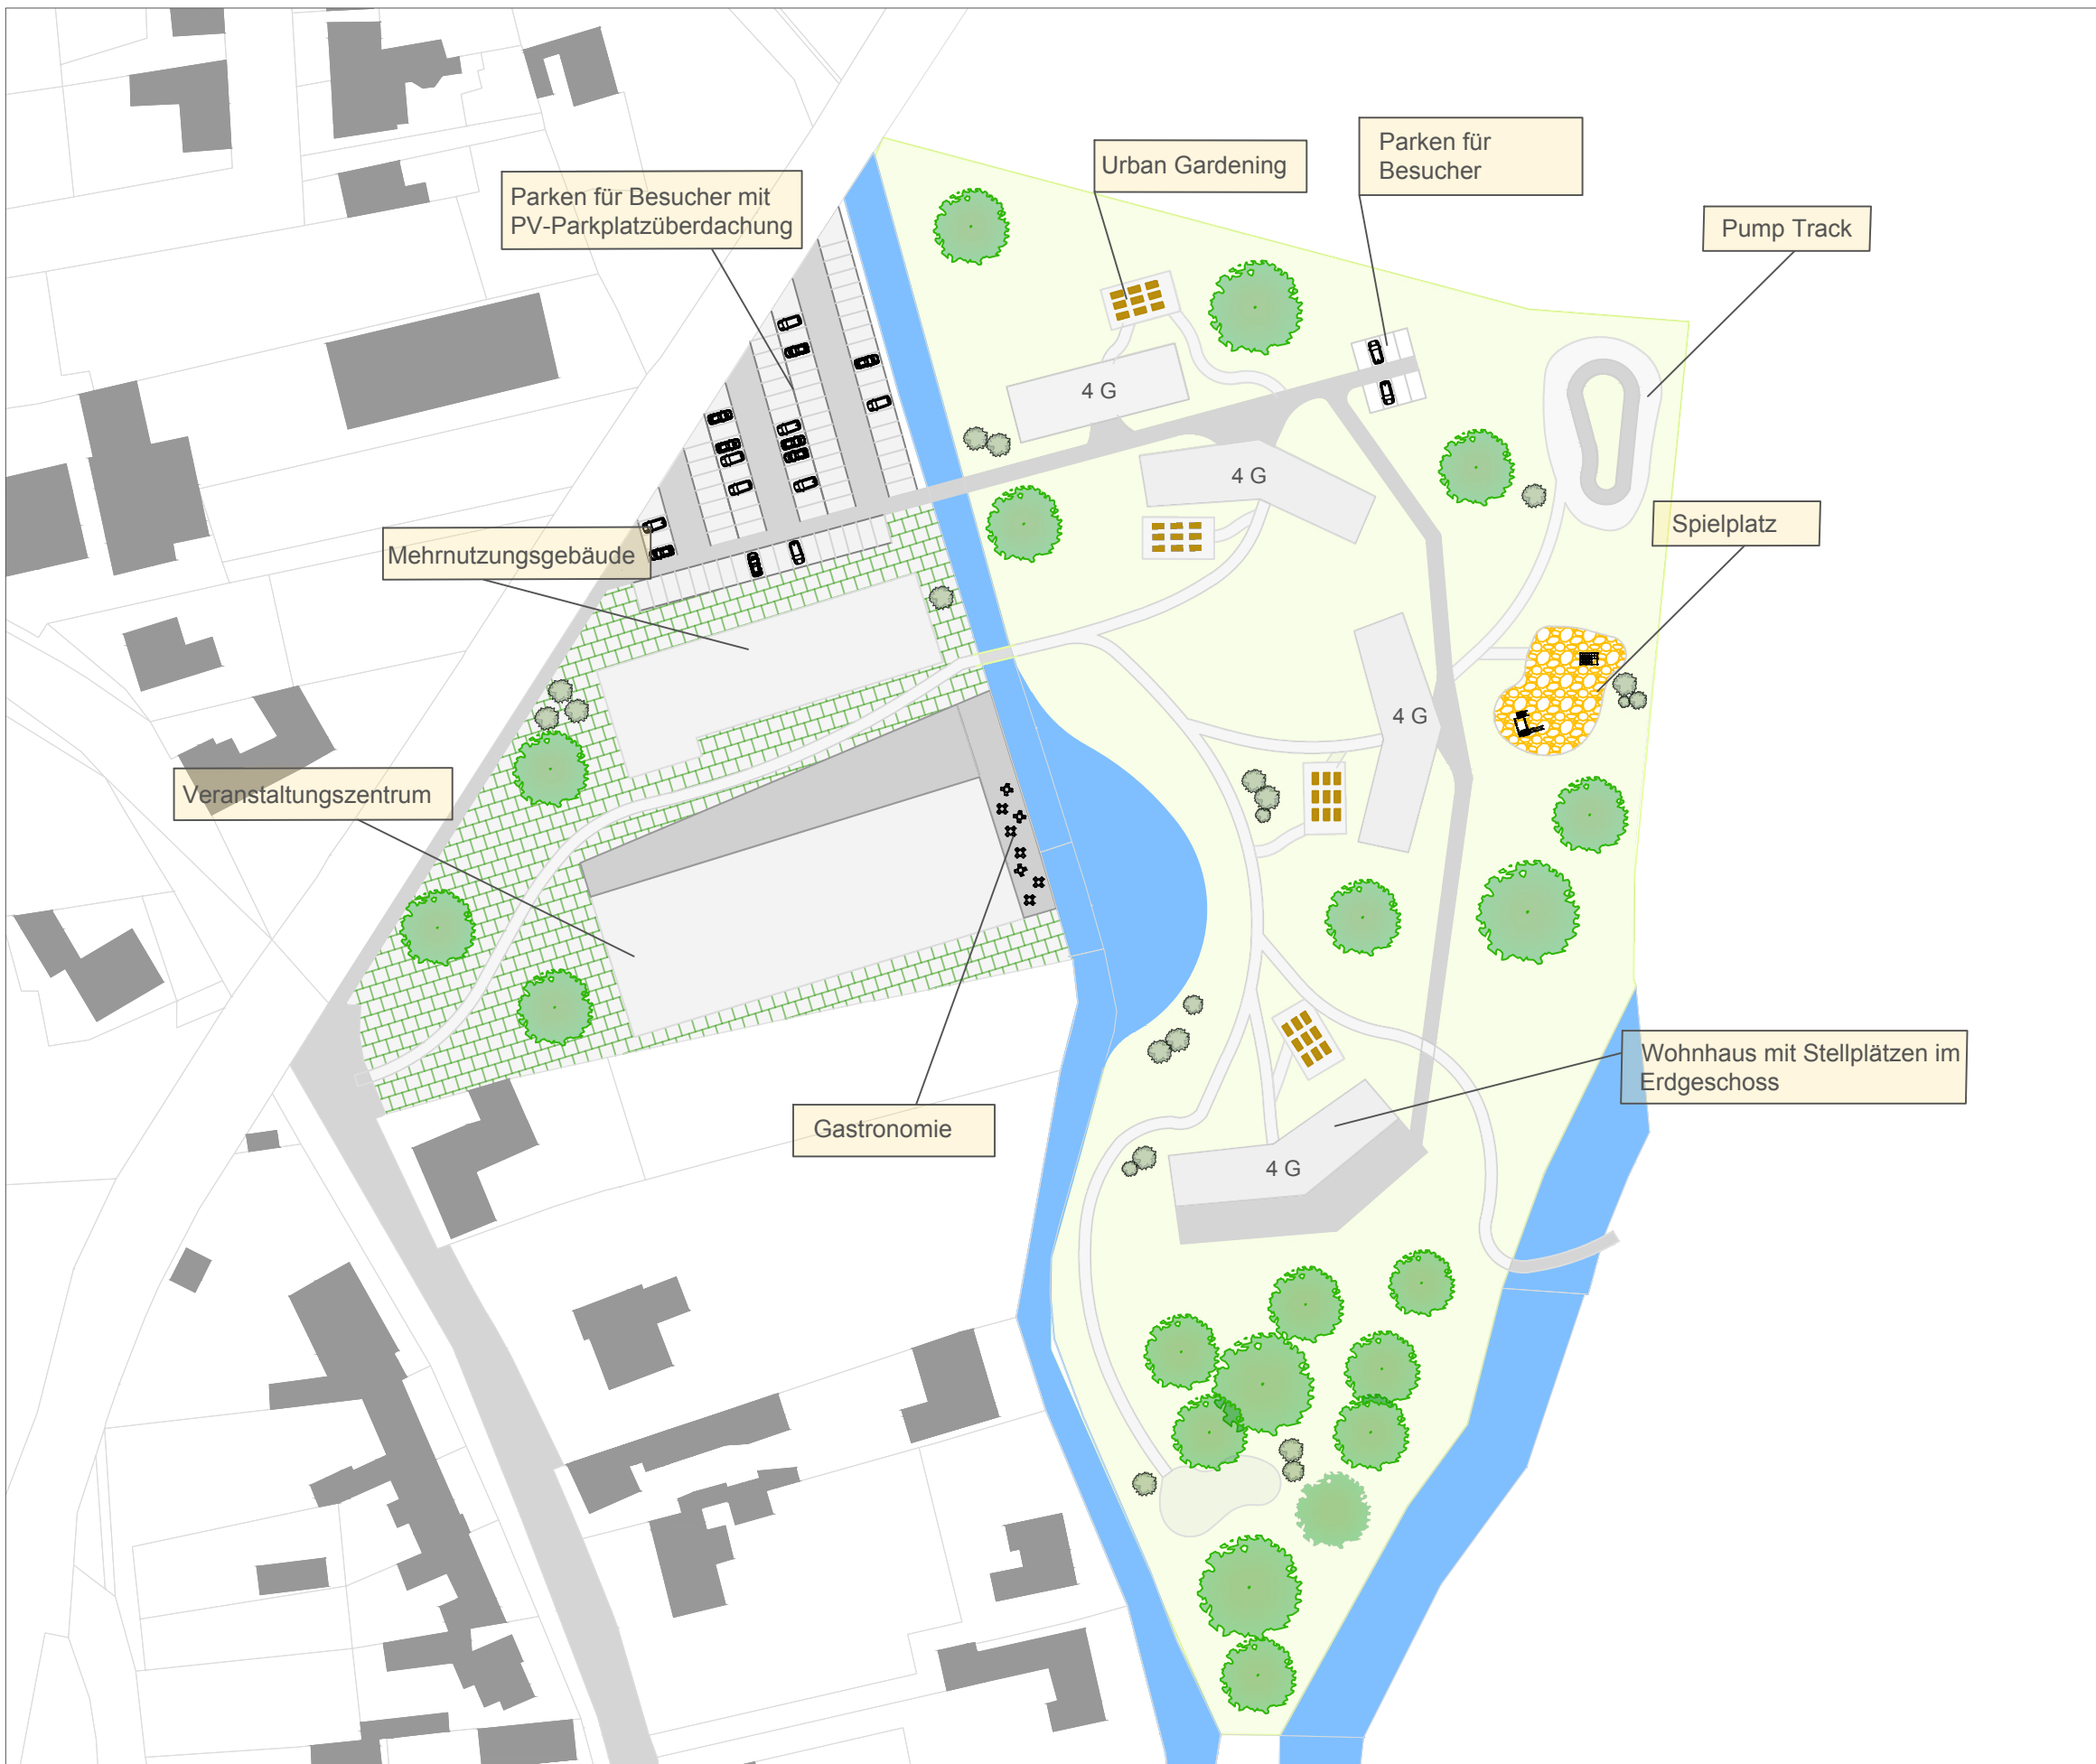 Urban Gardening
Parken für
Besucher
Parken für Besucher mit
PV-Parkplatzüberdachung
Pump Track
4 G
4 G
Spielplatz
Mehrnutzungsgebäude
4 G
Veranstaltungszentrum
Wohnhaus mit Stellplätzen im
Erdgeschoss
Gastronomie
4 G